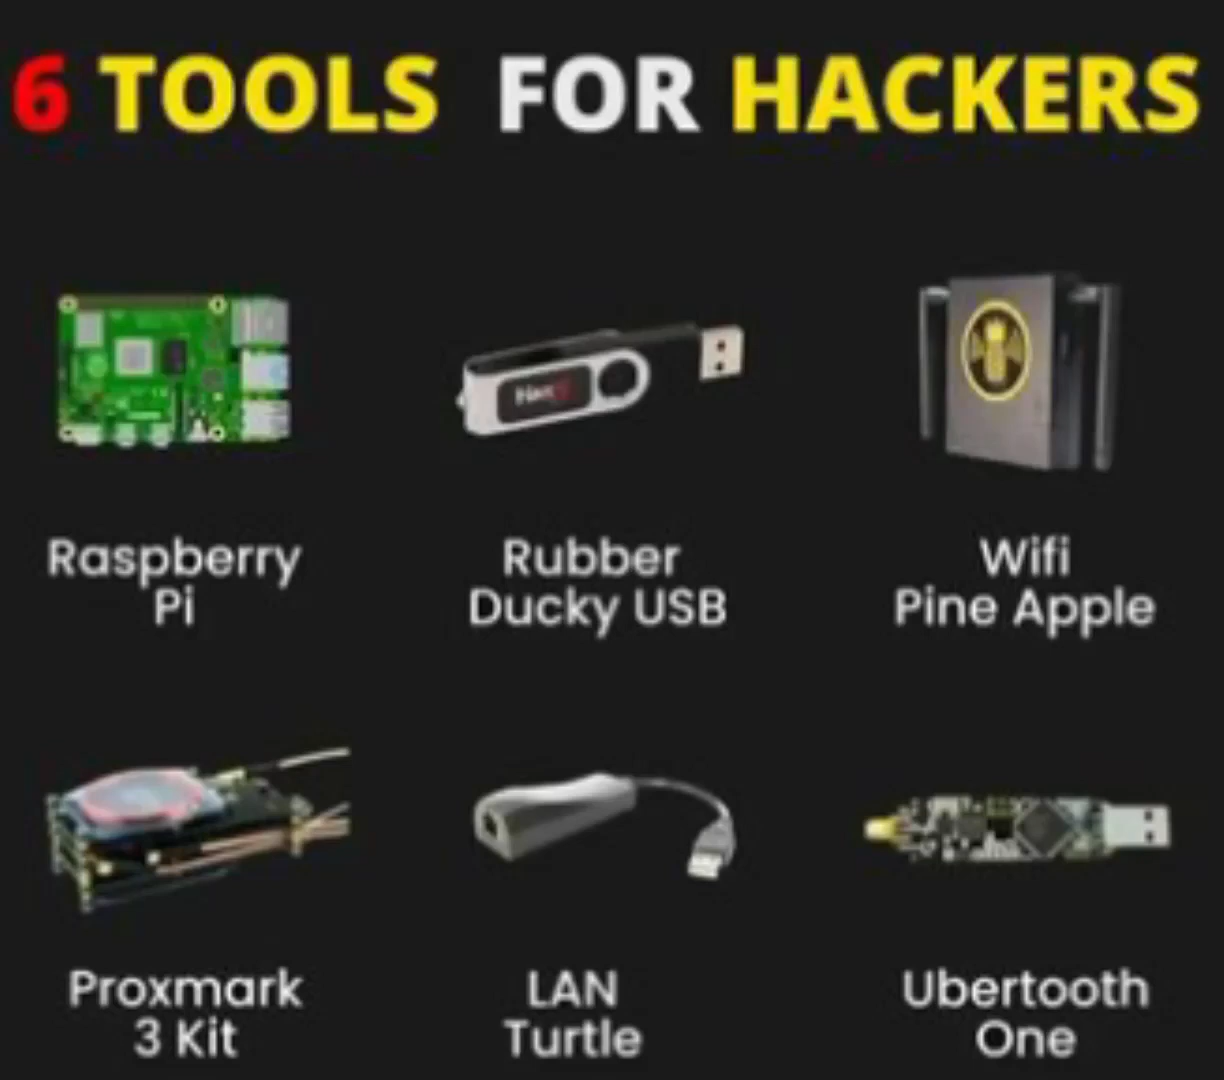 6 TOOLS FOR HACKERS
Raspberry
Pi
Rubber
Ducky USB
Wifi
Pine Apple
Proxmark
3 Kit
LAN
Turtle
Ubertooth
One